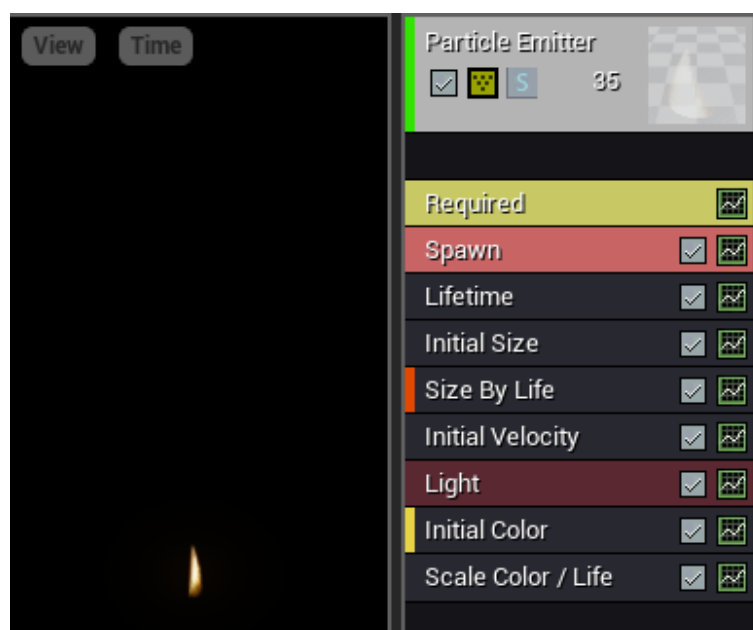 View Time
Particle Emitter
S 35
Required
Spawn
Lifetime
Initial Size
Size By Life
Initial Velocity
Light
Initial Color
Scale Color / Life